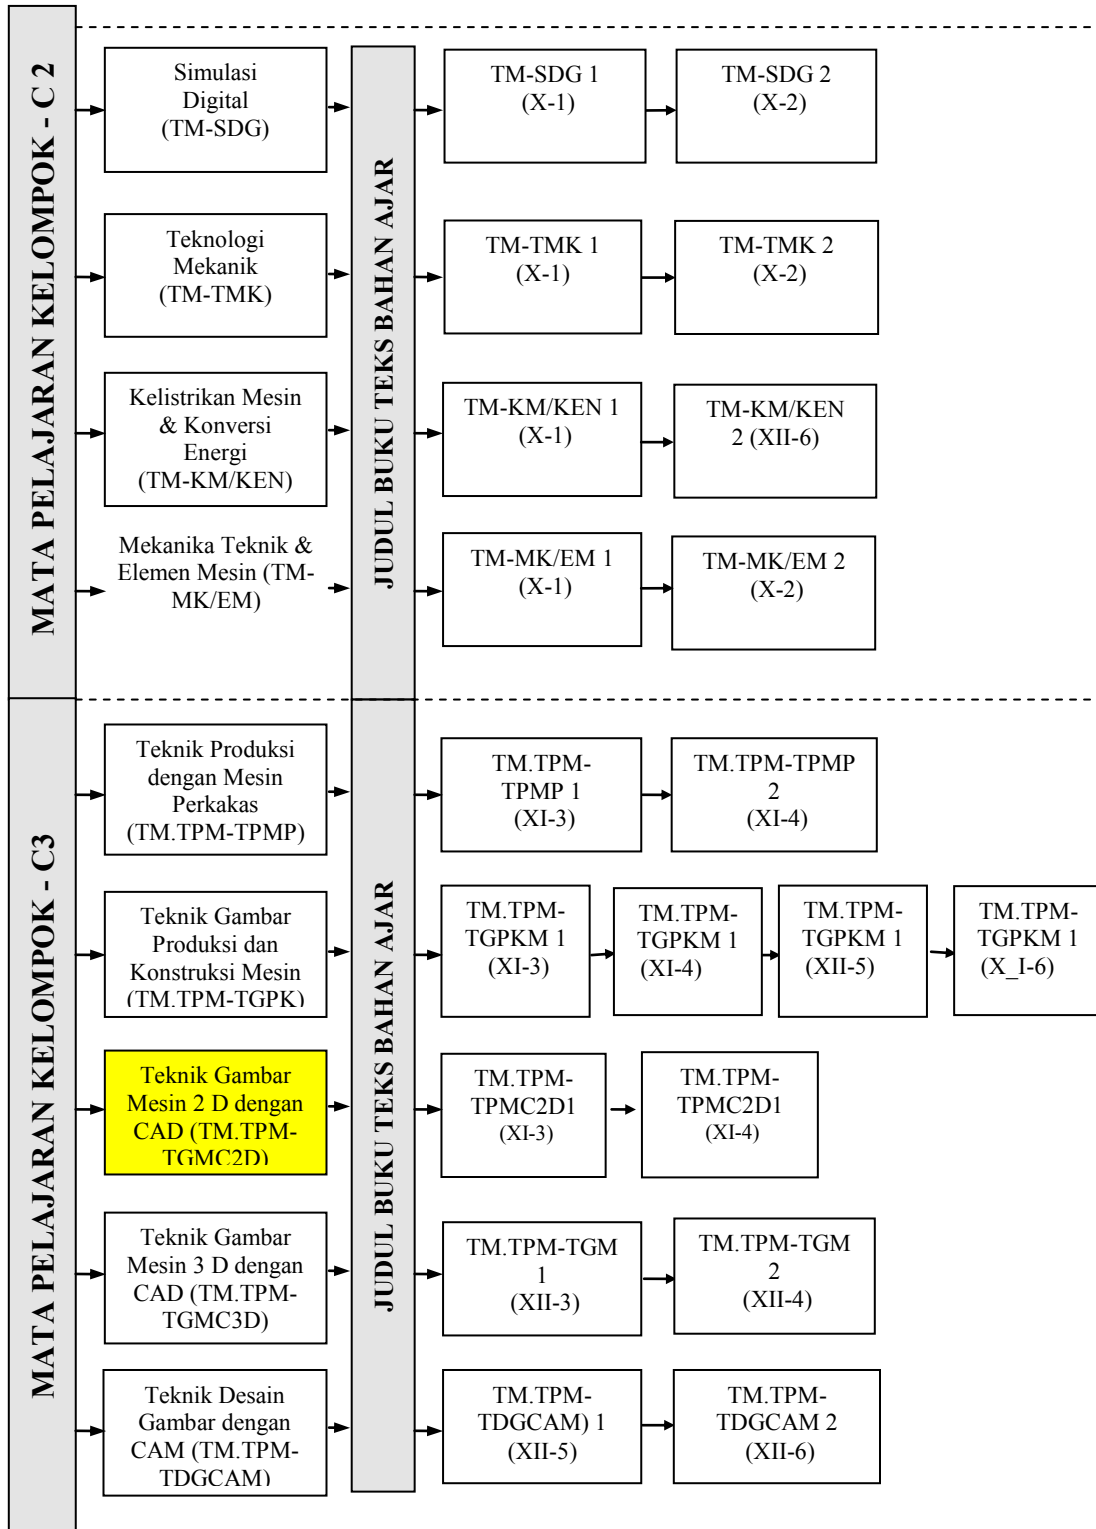 MATA PELAJARAN KELOMPOK - C 2
JUDUL BUKU TEKS BAHAN AJAR
Simulasi
Digital
(TM-SDG)
TM-SDG 1
(X-1)
TM-SDG 2
(X-2)
Teknologi
Mekanik
(TM-TMK)
TM-TMK 1
(X-1)
TM-TMK 2
(X-2)
Kelistrikan Mesin
& Konversi
Energi
(TM-KM/KEN)
TM-KM/KEN 1
(X-1)
TM-KM/KEN
2 (XII-6)
Mekanika Teknik &
Elemen Mesin (TM-
MK/EM)
TM-MK/EM 1
(X-1)
TM-MK/EM 2
(X-2)
MATA PELAJARAN KELOMPOK - C3
JUDUL BUKU TEKS BAHAN AJAR
Teknik Produksi
dengan Mesin
Perkakas
(TM.TPM-TPMP)
TM.TPM-
TPMP 1
(XI-3)
TM.TPM-TPMP
2
(XI-4)
Teknik Gambar
Produksi dan
Konstruksi Mesin
(TM.TPM-TGPK)
TM.TPM-
TGPKM 1
(XI-3)
TM.TPM-
TGPKM 1
(XI-4)
TM.TPM-
TGPKM 1
(XII-5)
TM.TPM-
TGPKM 1
(X_I-6)
Teknik Gambar
Mesin 2 D dengan
CAD (TM.TPM-
TGMC2D)
TM.TPM-
TPMC2D1
(XI-3)
TM.TPM-
TPMC2D1
(XI-4)
Teknik Gambar
Mesin 3 D dengan
CAD (TM.TPM-
TGMC3D)
TM.TPM-TGM
1
(XII-3)
TM.TPM-TGM
2
(XII-4)
Teknik Desain
Gambar dengan
CAM (TM.TPM-
TDGCAM)
TM.TPM-
TDGCAM) 1
(XII-5)
TM.TPM-
TDGCAM 2
(XII-6)